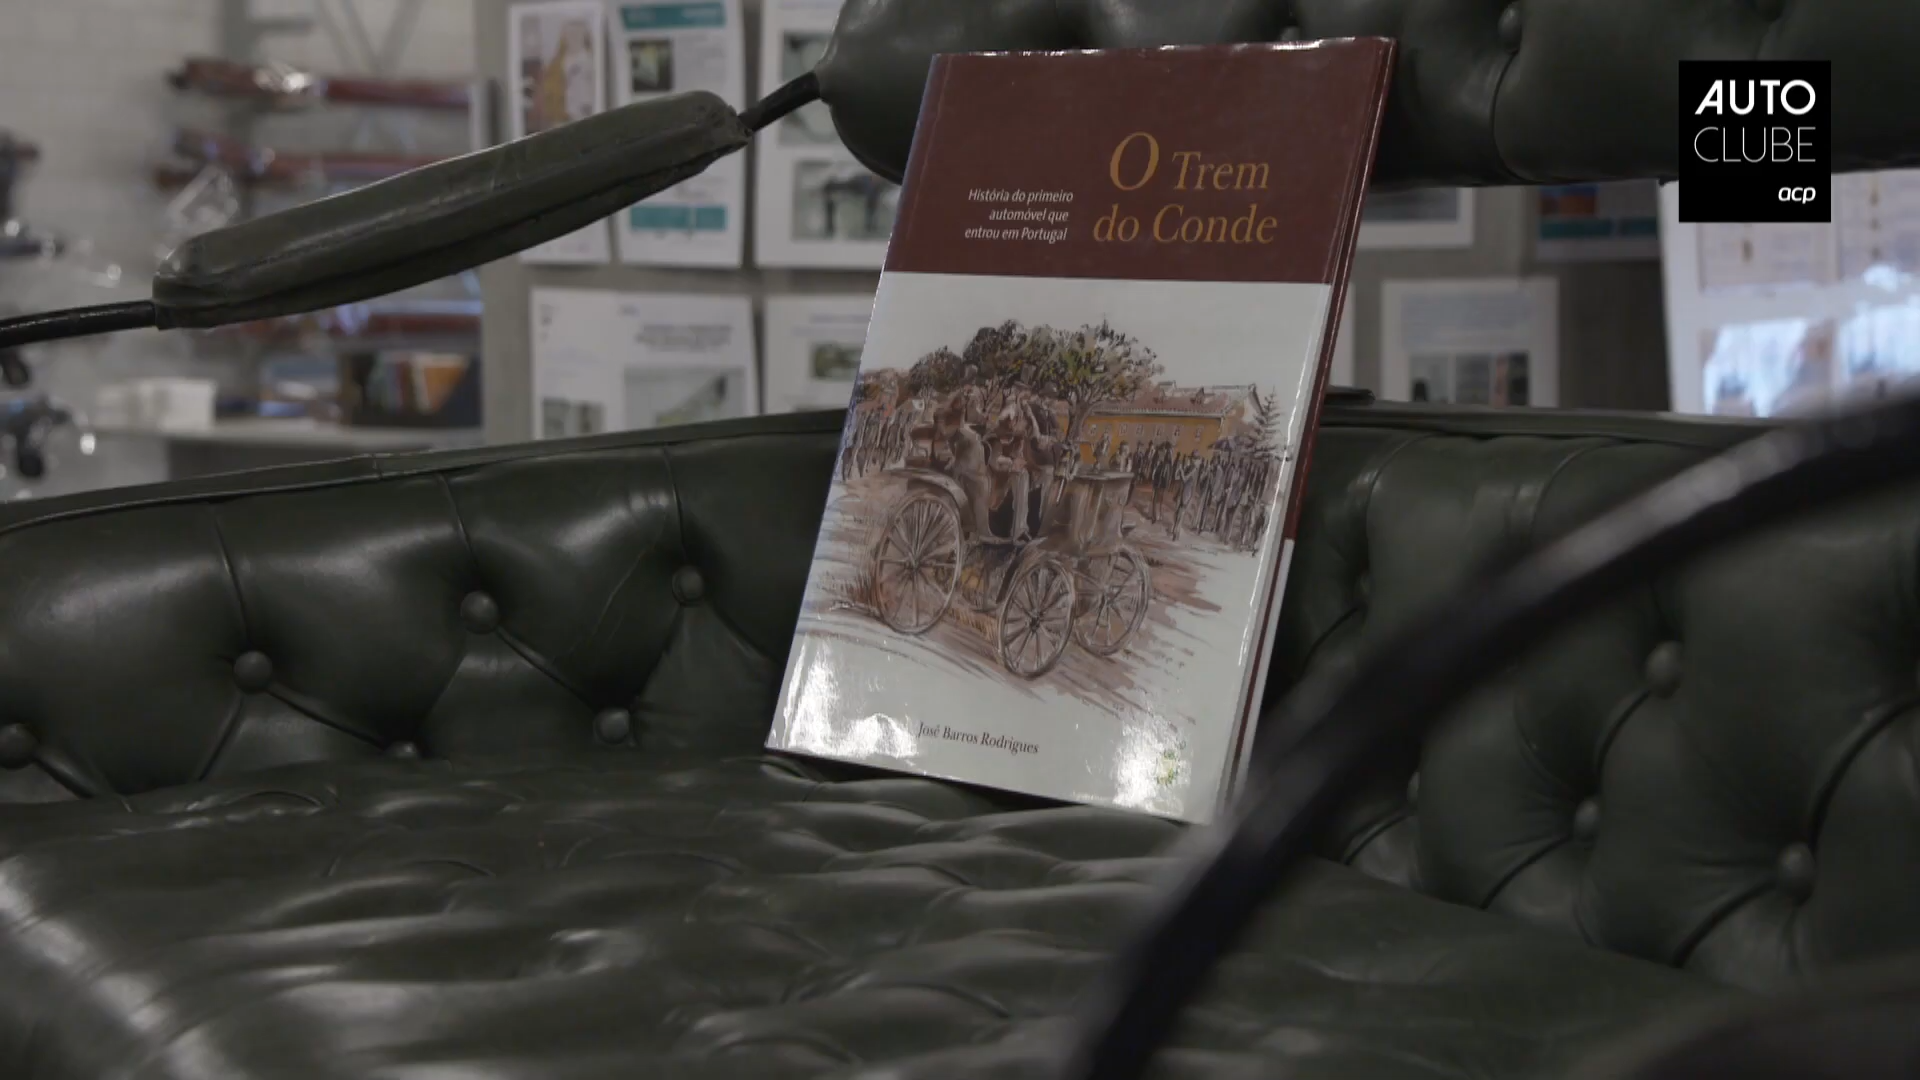 O Trem
do Conde
História do primeiro
automóvel que
entrou em Portugal
José Barros Rodrigues
AUTO
CLUBE
acp